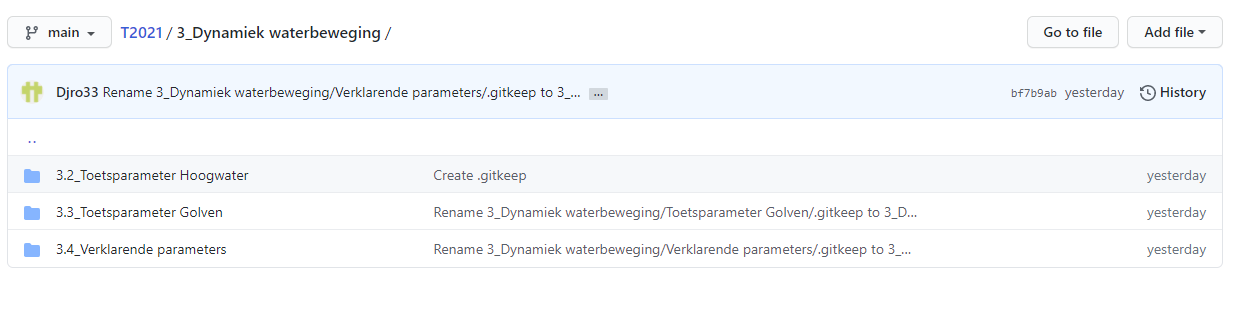 main T2021 / 3_Dynamiek waterbeweging / Go to file Add file
Djro33 Rename 3_Dynamiek waterbeweging/Verklarende parameters/.gitkeep to 3_... ... bf7b9ab yesterday History
..
3.2_Toetsparameter Hoogwater Create .gitkeep yesterday
3.3_Toetsparameter Golven Rename 3_Dynamiek waterbeweging/Toetsparameter Golven/.gitkeep to 3_D... yesterday
3.4_Verklarende parameters Rename 3_Dynamiek waterbeweging/Verklarende parameters/.gitkeep to 3_... yesterday